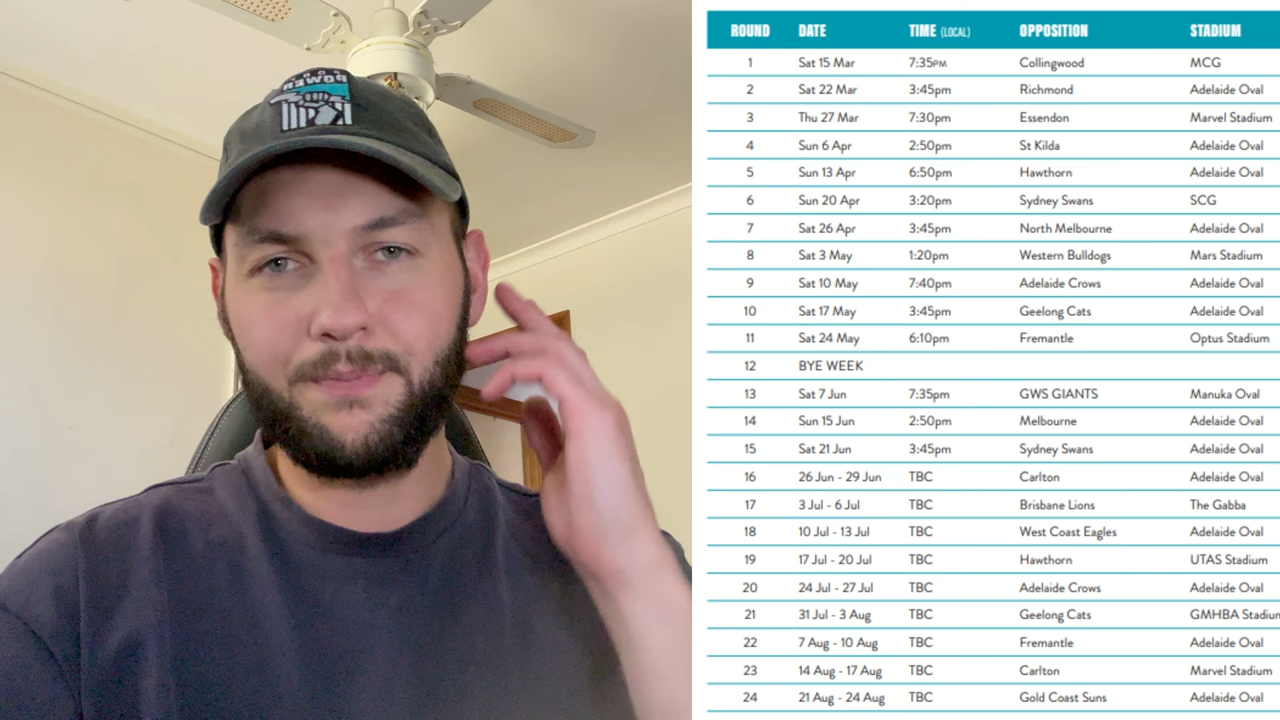 POWER
ROUND DATE TIME (LOCAL) OPPOSITION STADIUM
1 Sat 15 Mar 7:35PM Collingwood MCG
2 Sat 22 Mar 3:45pm Richmond Adelaide Oval
3 Thu 27 Mar 7:30pm Essendon Marvel Stadium
4 Sun 6 Apr 2:50pm St Kilda Adelaide Oval
5 Sun 13 Apr 6:50pm Hawthorn Adelaide Oval
6 Sun 20 Apr 3:20pm Sydney Swans SCG
7 Sat 26 Apr 3:45pm North Melbourne Adelaide Oval
8 Sat 3 May 1:20pm Western Bulldogs Mars Stadium
9 Sat 10 May 7:40pm Adelaide Crows Adelaide Oval
10 Sat 17 May 3:45pm Geelong Cats Adelaide Oval
11 Sat 24 May 6:10pm Fremantle Optus Stadium
12 BYE WEEK
13 Sat 7 Jun 7:35pm GWS GIANTS Manuka Oval
14 Sun 15 Jun 2:50pm Melbourne Adelaide Oval
15 Sat 21 Jun 3:45pm Sydney Swans Adelaide Oval
16 26 Jun - 29 Jun TBC Carlton Adelaide Oval
17 3 Jul - 6 Jul TBC Brisbane Lions The Gabba
18 10 Jul - 13 Jul TBC West Coast Eagles Adelaide Oval
19 17 Jul - 20 Jul TBC Hawthorn UTAS Stadium
20 24 Jul - 27 Jul TBC Adelaide Crows Adelaide Oval
21 31 Jul - 3 Aug TBC Geelong Cats GMHBA Stadium
22 7 Aug - 10 Aug TBC Fremantle Adelaide Oval
23 14 Aug - 17 Aug TBC Carlton Marvel Stadium
24 21 Aug - 24 Aug TBC Gold Coast Suns Adelaide Oval